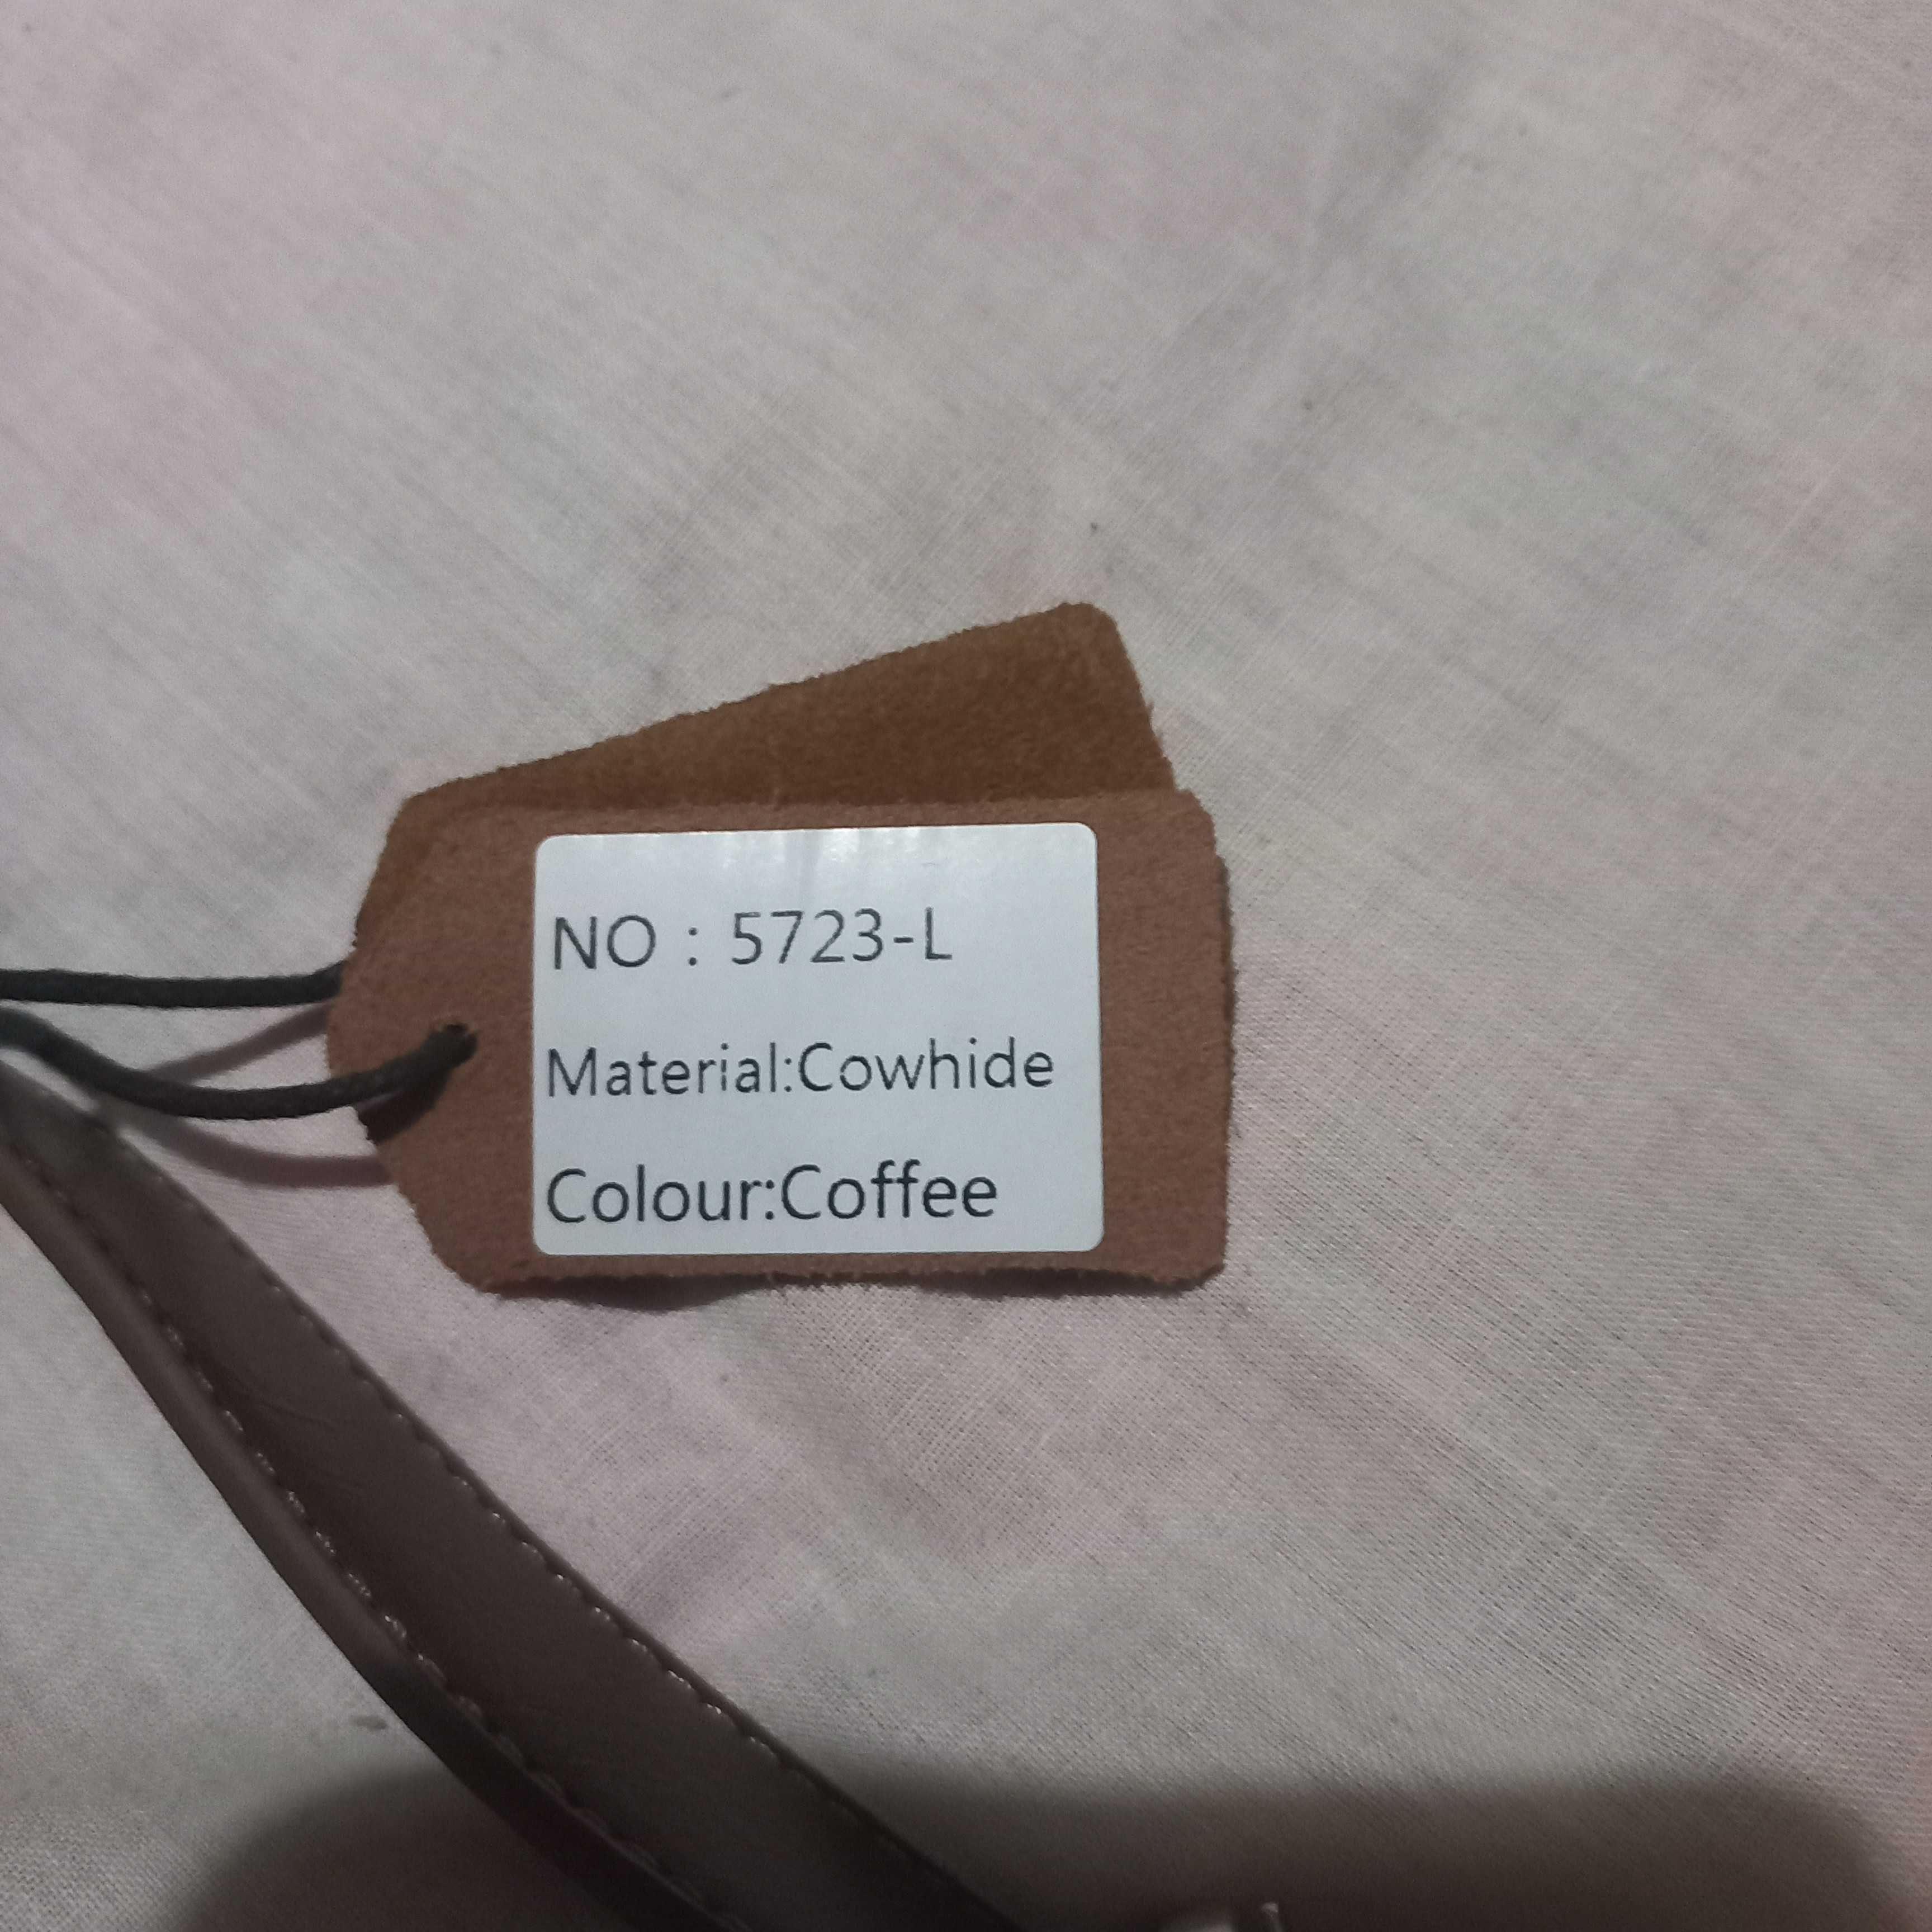 NO : 5723-L
Material:Cowhide
Colour:Coffee